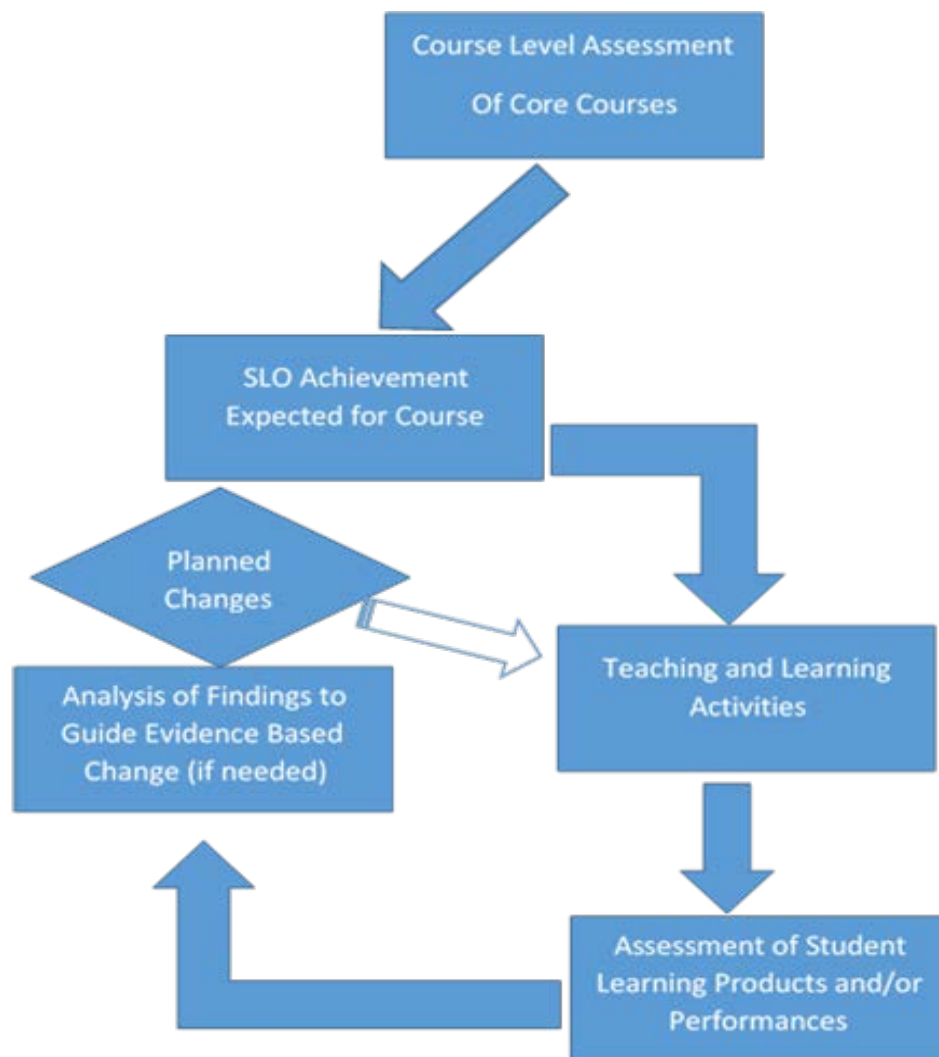 Course Level Assessment
Of Core Courses
SLO Achievement
Expected for Course
Planned
Changes
Teaching and Learning
Activities
Analysis of Findings to
Guide Evidence Based
Change (if needed)
Assessment of Student
Learning Products and/or
Performances